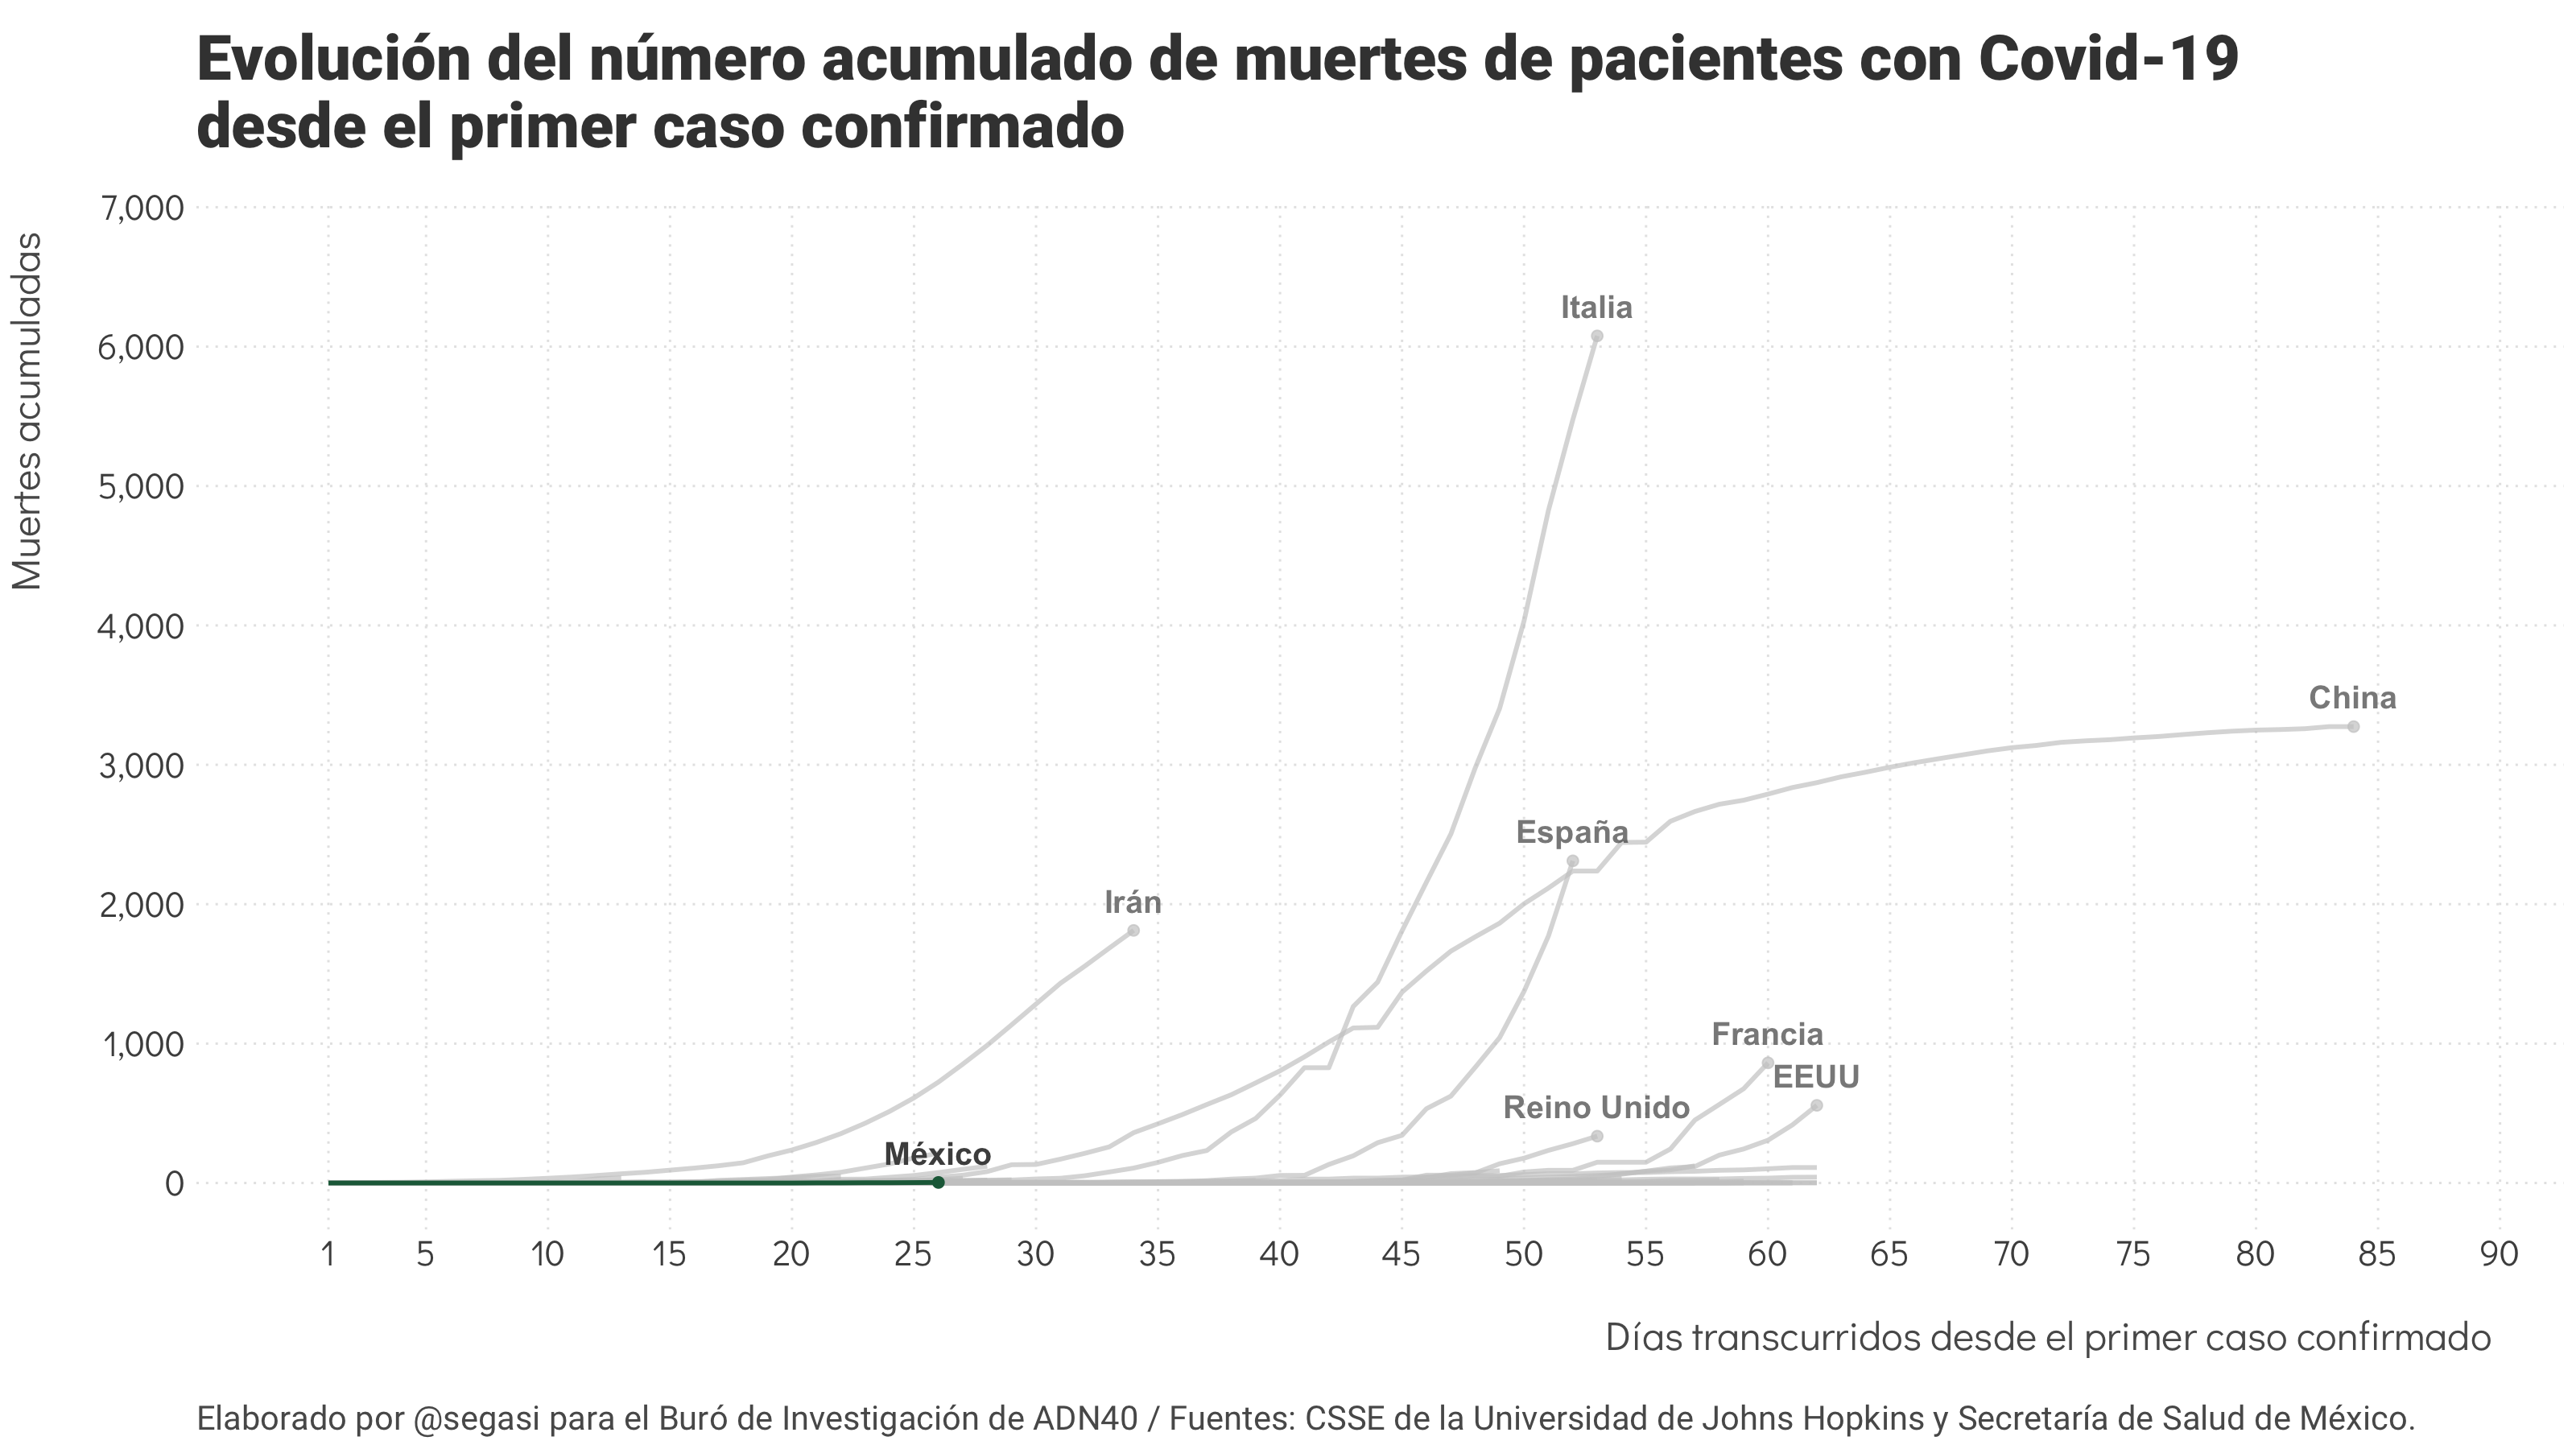 Evolución del número acumulado de muertes de pacientes con Covid-19
desde el primer caso confirmado
Muertes acumuladas
7,000
6,000
5,000
4,000
3,000
2,000
1,000
0
Italia
China
España
Irán
Francia
EEUU
Reino Unido
México
1 5 10 15 20 25 30 35 40 45 50 55 60 65 70 75 80 85 90
Días transcurridos desde el primer caso confirmado
Elaborado por @segasi para el Buró de Investigación de ADN40 / Fuentes: CSSE de la Universidad de Johns Hopkins y Secretaría de Salud de México.